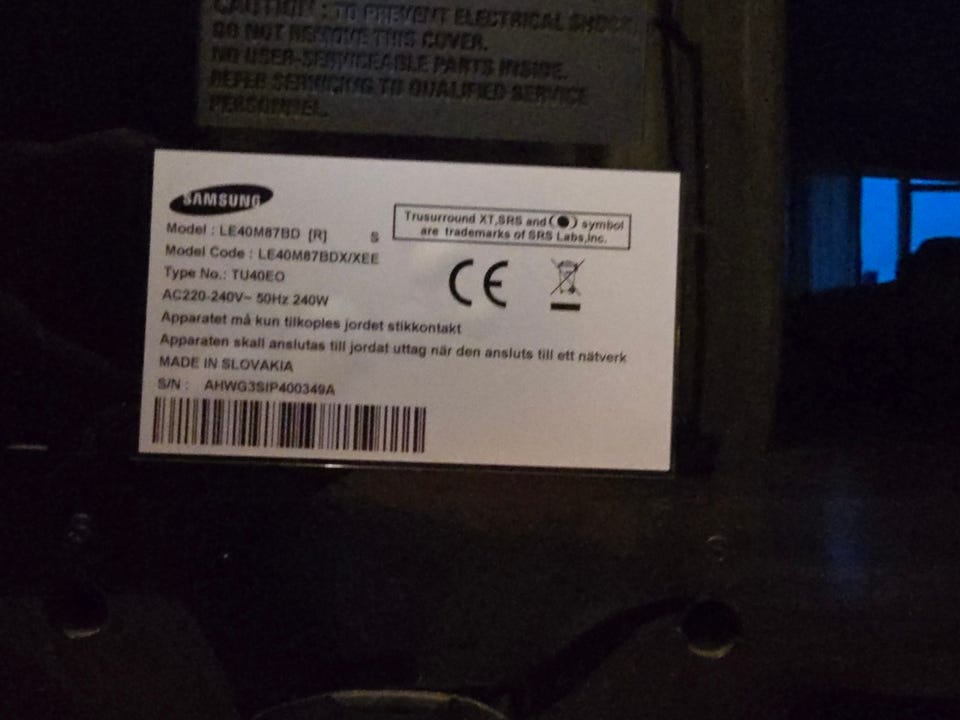 CAUTION : TO PREVENT ELECTRICAL SHOCK,
DO NOT REMOVE THIS COVER.
NO USER-SERVICEABLE PARTS INSIDE.
REFER SERVICING TO QUALIFIED SERVICE
PERSONNEL.
SAMSUNG
Trusurround XT,SRS and symbol
are trademarks of SRS Labs,Inc.
Model : LE40M87BD [R] S
Model Code : LE40M87BDX/XEE
Type No.: TU40EO
AC220-240V~ 50Hz 240W
CE
Apparatet må kun tilkoples jordet stikkontakt
Apparaten skall anslutas till jordat uttag när den ansluts till ett nätverk
MADE IN SLOVAKIA
S/N : AHWG3SIP400349A